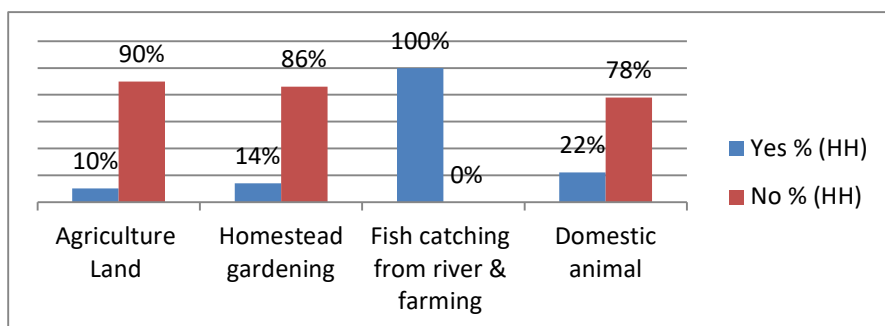 100%
90%
86%
78%
22%
14%
10%
0%
Yes % (HH)
No % (HH)
Agriculture
Land
Homestead
gardening
Fish catching
from river &
farming
Domestic
animal